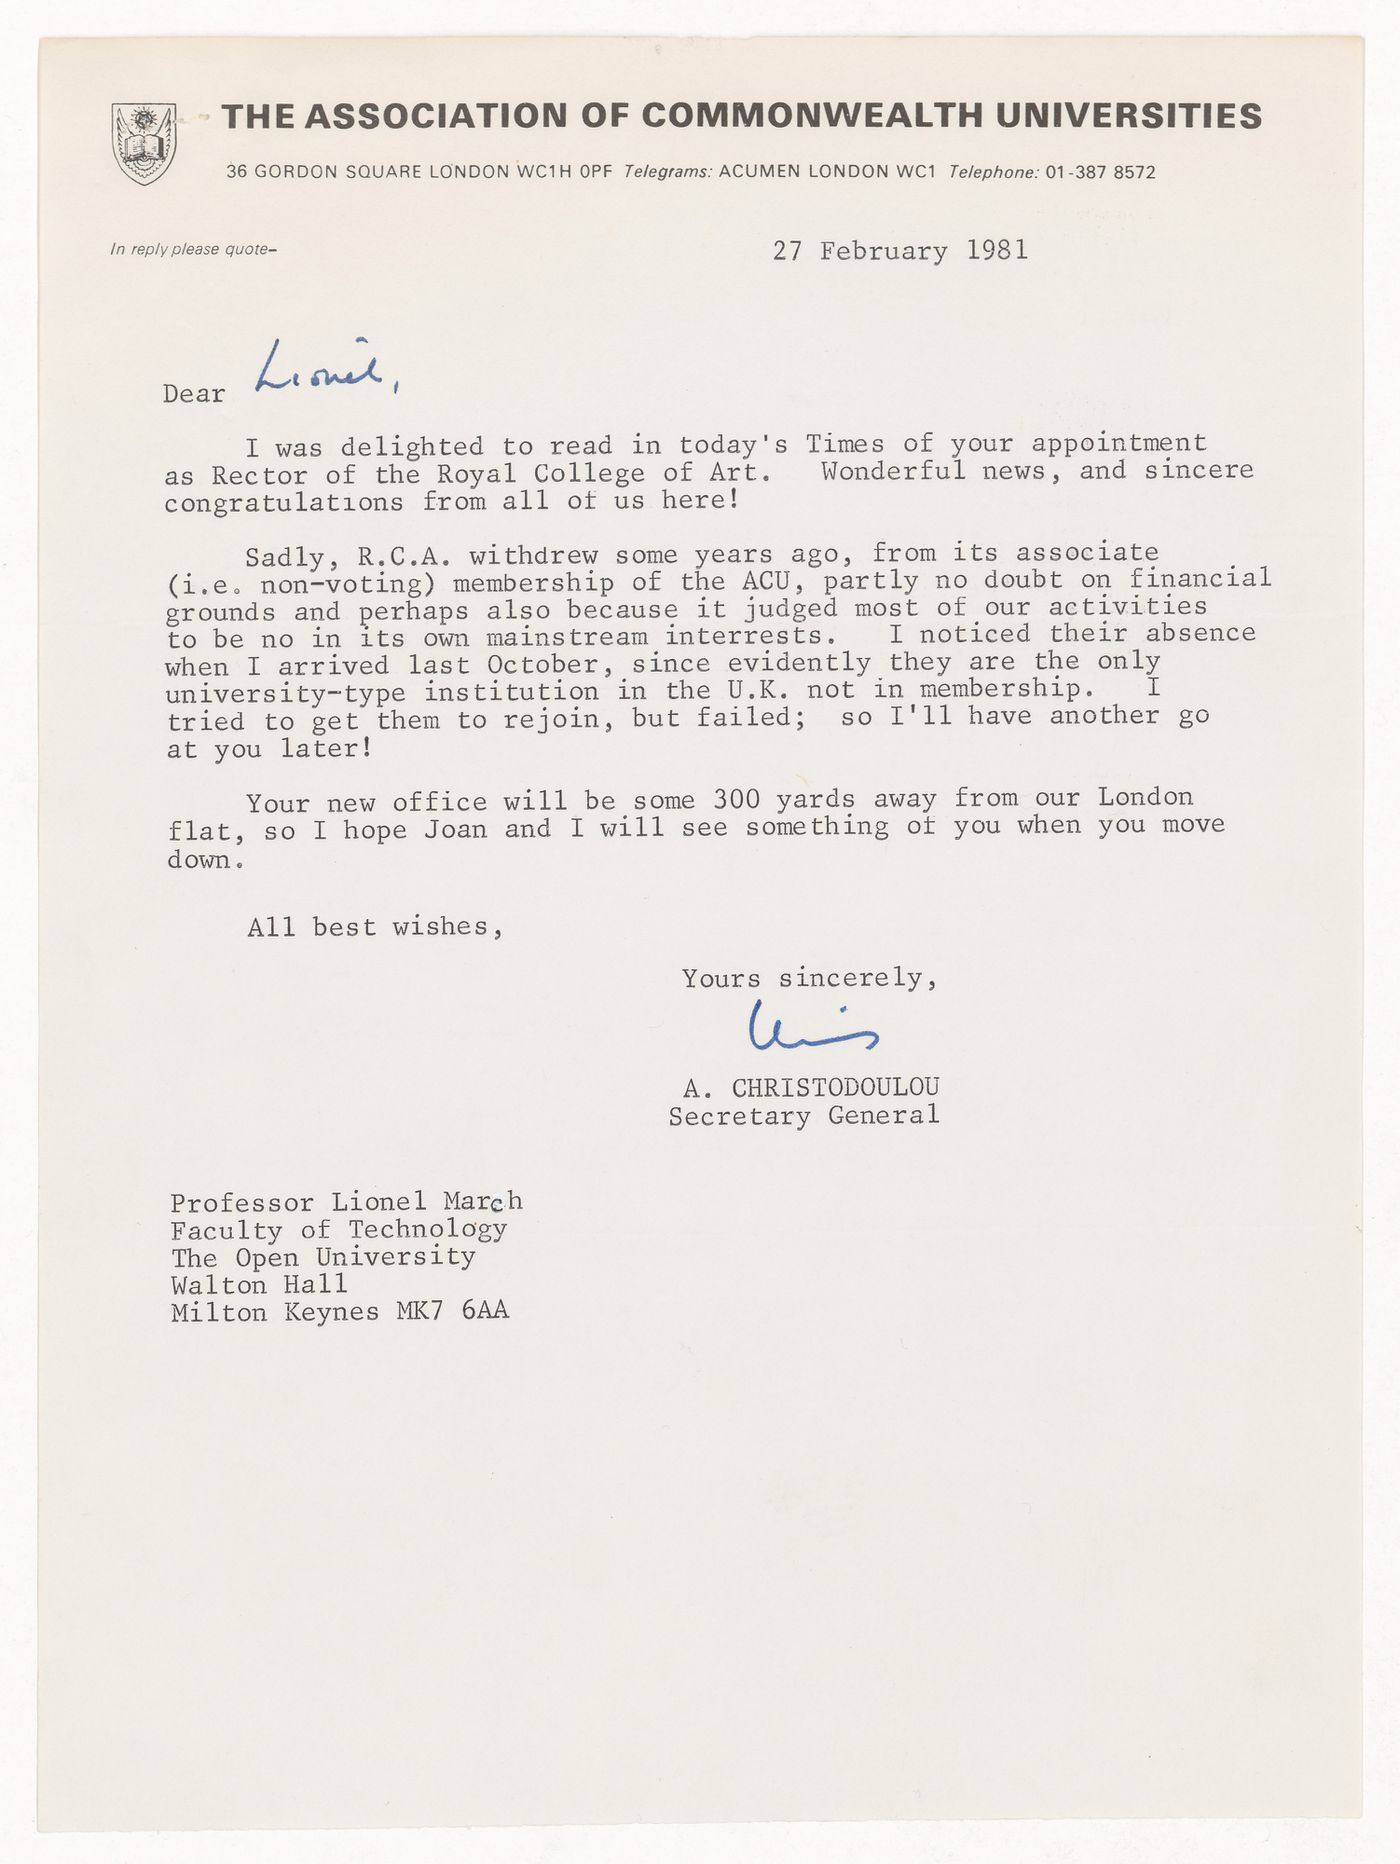 THE ASSOCIATION OF COMMONWEALTH UNIVERSITIES
36 GORDON SQUARE LONDON WC1H 0PF Telegrams: ACUMEN LONDON WC1 Telephone: 01-387 8572
In reply please quote–
27 February 1981
Dear Lionel,
I was delighted to read in today's Times of your appointment
as Rector of the Royal College of Art. Wonderful news, and sincere
congratulations from all of us here!
Sadly, R.C.A. withdrew some years ago, from its associate
(i.e. non-voting) membership of the ACU, partly no doubt on financial
grounds and perhaps also because it judged most of our activities
to be no in its own mainstream interrests. I noticed their absence
when I arrived last October, since evidently they are the only
university-type institution in the U.K. not in membership. I
tried to get them to rejoin, but failed; so I'll have another go
at you later!
Your new office will be some 300 yards away from our London
flat, so I hope Joan and I will see something of you when you move
down.
All best wishes,
Yours sincerely,
Chris
A. CHRISTODOULOU
Secretary General
Professor Lionel March
Faculty of Technology
The Open University
Walton Hall
Milton Keynes MK7 6AA